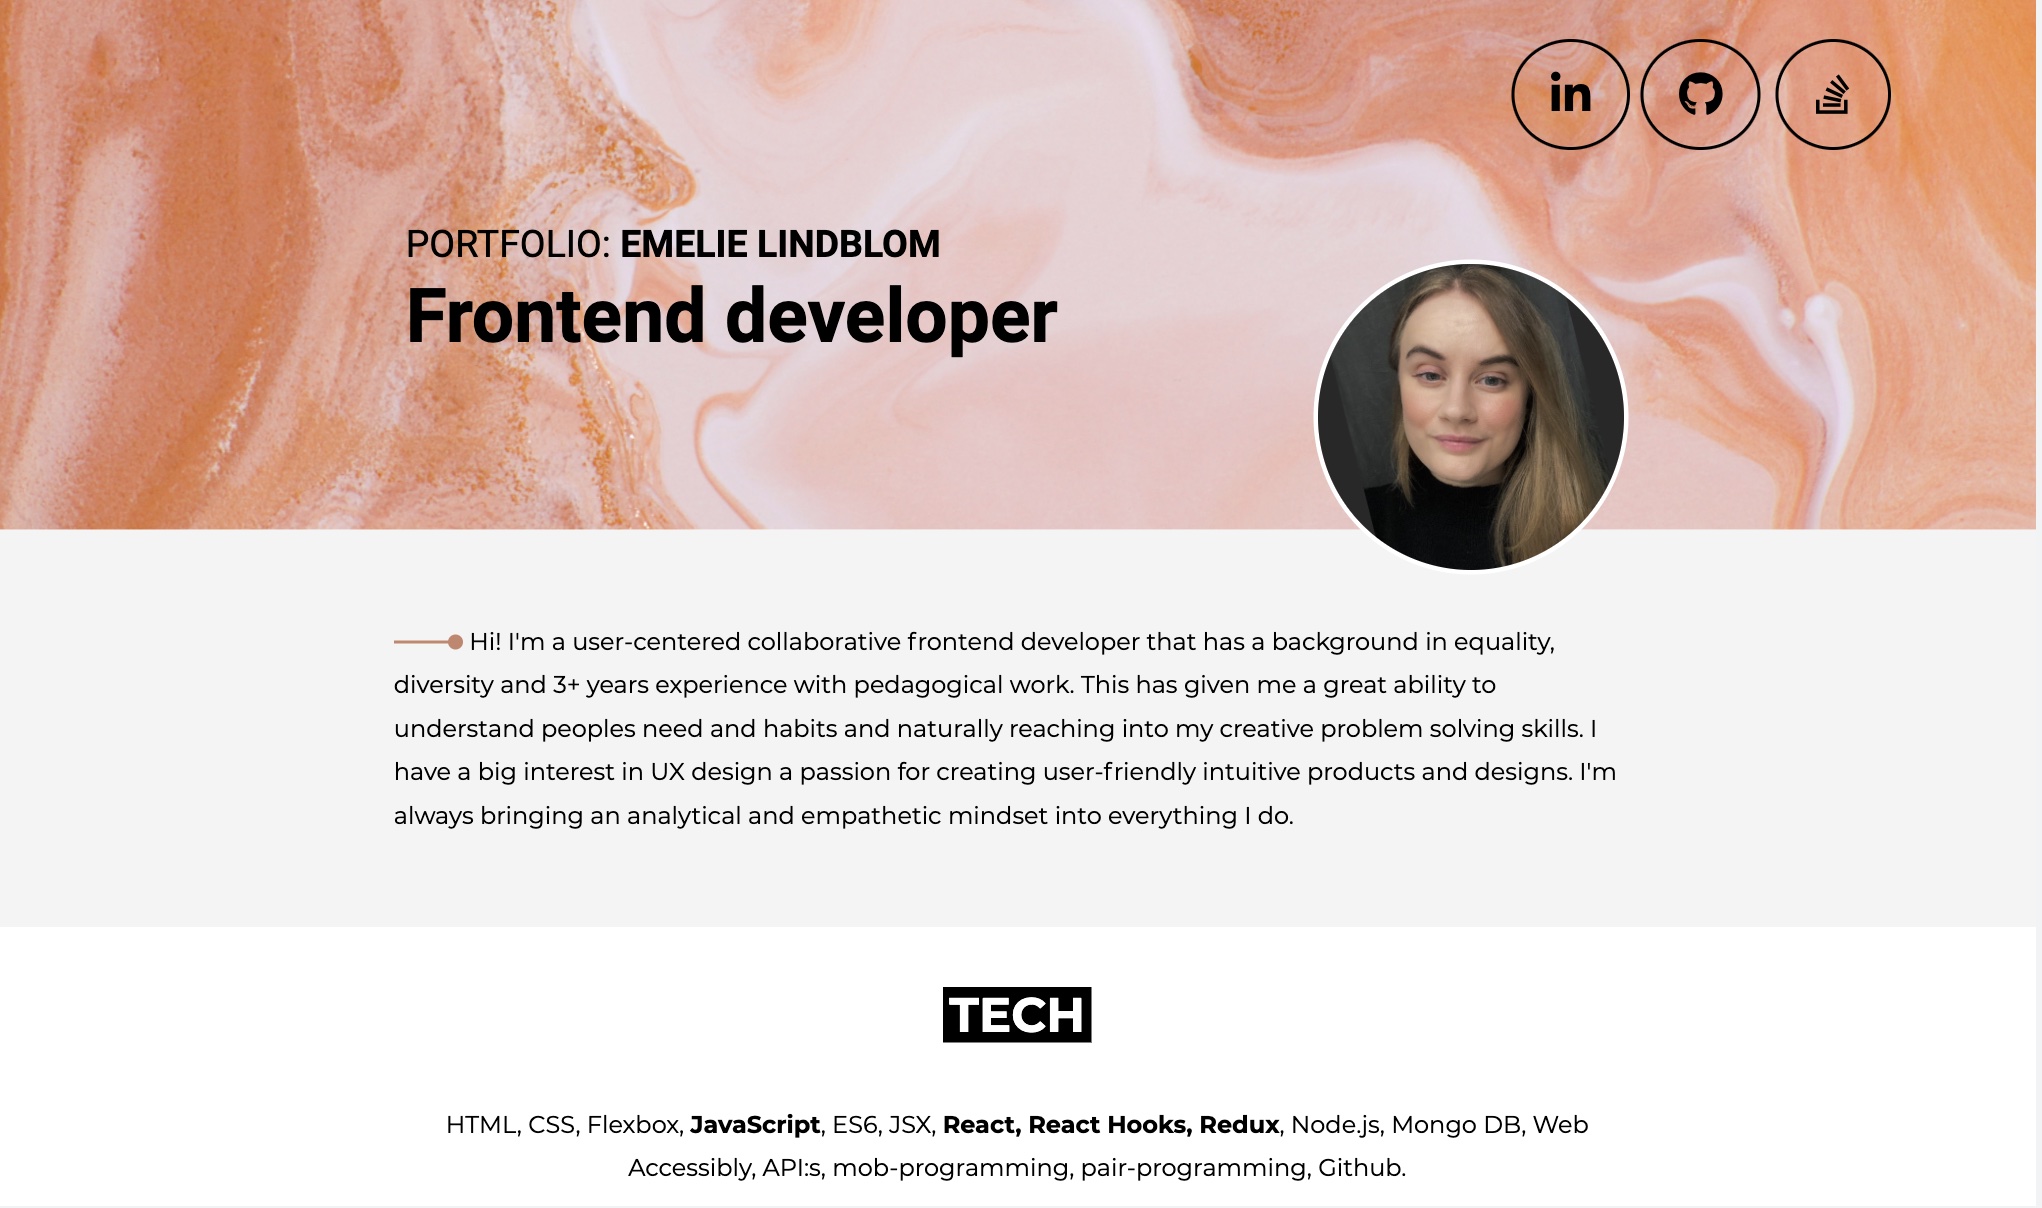 in
PORTFOLIO: EMELIE LINDBLOM
Frontend developer
Hi! I'm a user-centered collaborative frontend developer that has a background in equality,
diversity and 3+ years experience with pedagogical work. This has given me a great ability to
understand peoples need and habits and naturally reaching into my creative problem solving skills. I
have a big interest in UX design a passion for creating user-friendly intuitive products and designs. I'm
always bringing an analytical and empathetic mindset into everything I do.
TECH
HTML, CSS, Flexbox, JavaScript, ES6, JSX, React, React Hooks, Redux, Node.js, Mongo DB, Web
Accessibly, API:s, mob-programming, pair-programming, Github.